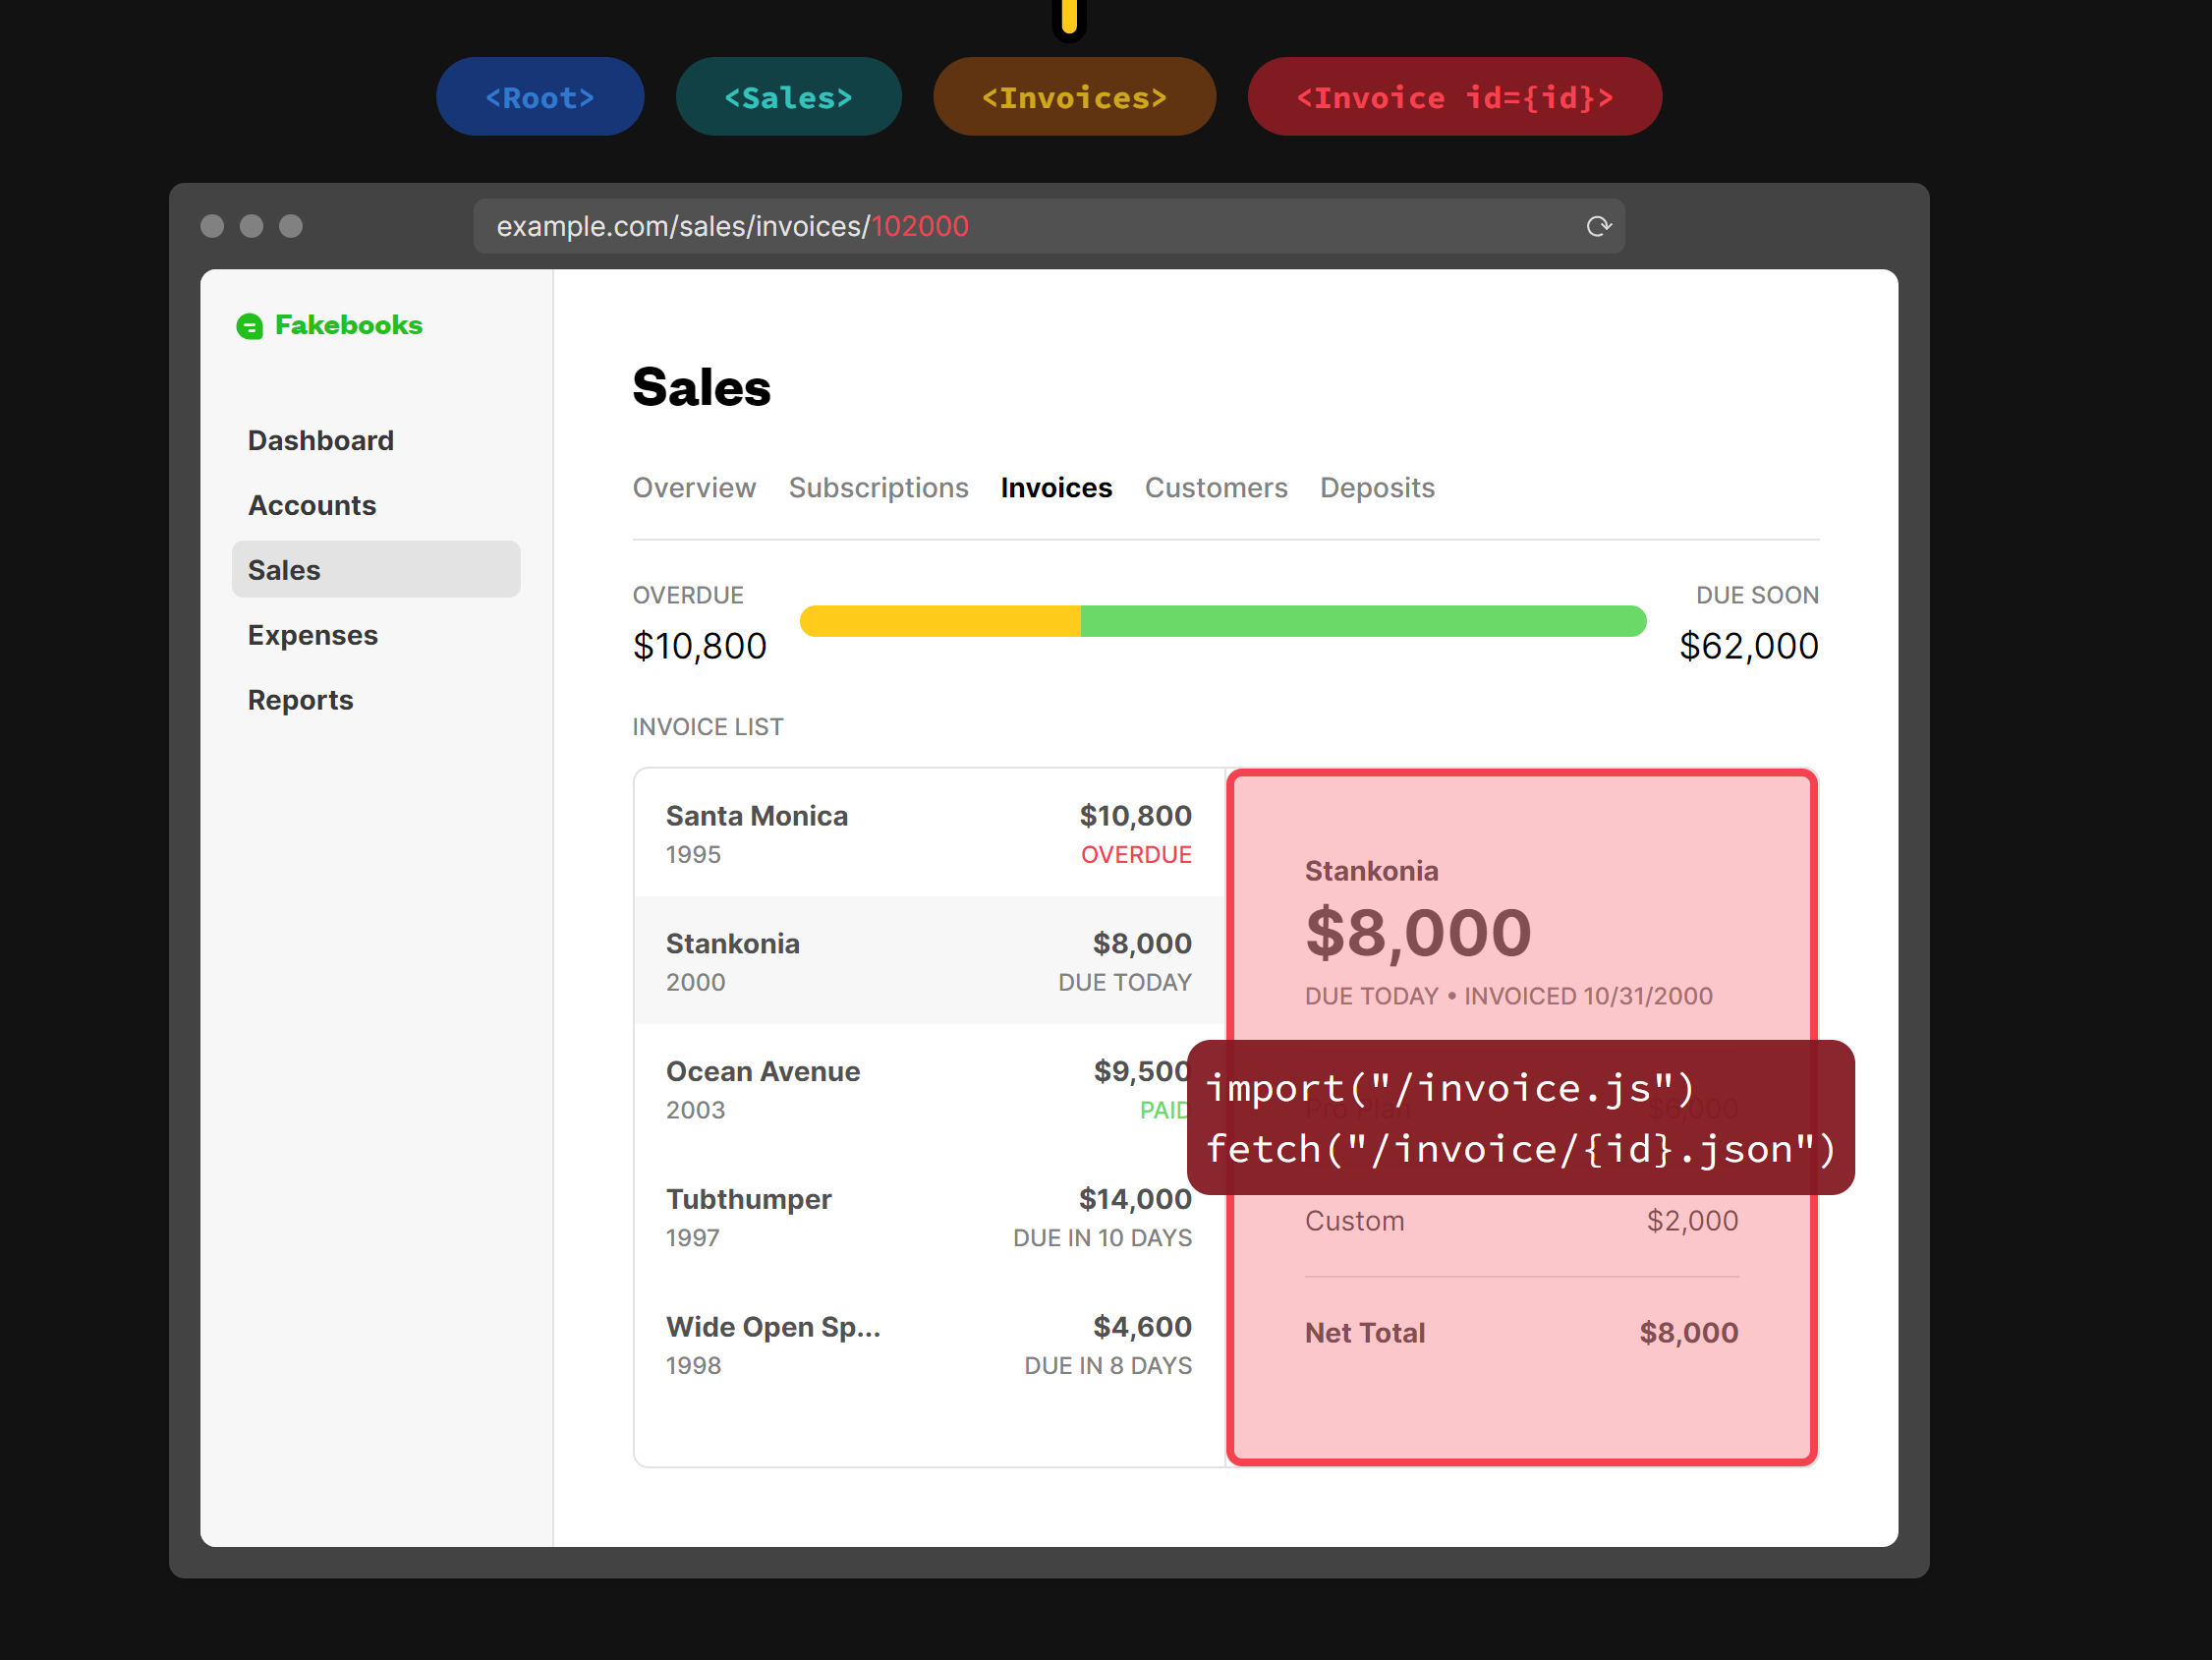 <Root> <Sales> <Invoices> <Invoice id={id}>
example.com/sales/invoices/102000
Fakebooks
Dashboard
Accounts
Sales
Expenses
Reports
Sales
Overview Subscriptions Invoices Customers Deposits
OVERDUE
$10,800
DUE SOON
$62,000
INVOICE LIST
Santa Monica $10,800
1995 OVERDUE
Stankonia $8,000
2000 DUE TODAY
Ocean Avenue $9,500
2003 PAID
Tubthumper $14,000
1997 DUE IN 10 DAYS
Wide Open Sp... $4,600
1998 DUE IN 8 DAYS
Stankonia
$8,000
DUE TODAY • INVOICED 10/31/2000
Pro Plan $6,000
import("/invoice.js")
fetch("/invoice/{id}.json")
Custom $2,000
Net Total $8,000